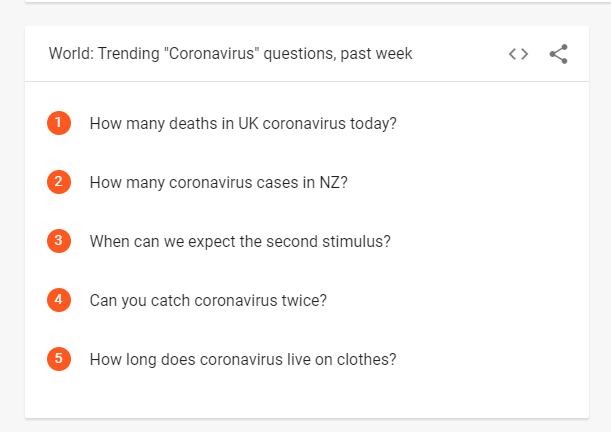 World: Trending "Coronavirus" questions, past week
1 How many deaths in UK coronavirus today?
2 How many coronavirus cases in NZ?
3 When can we expect the second stimulus?
4 Can you catch coronavirus twice?
5 How long does coronavirus live on clothes?